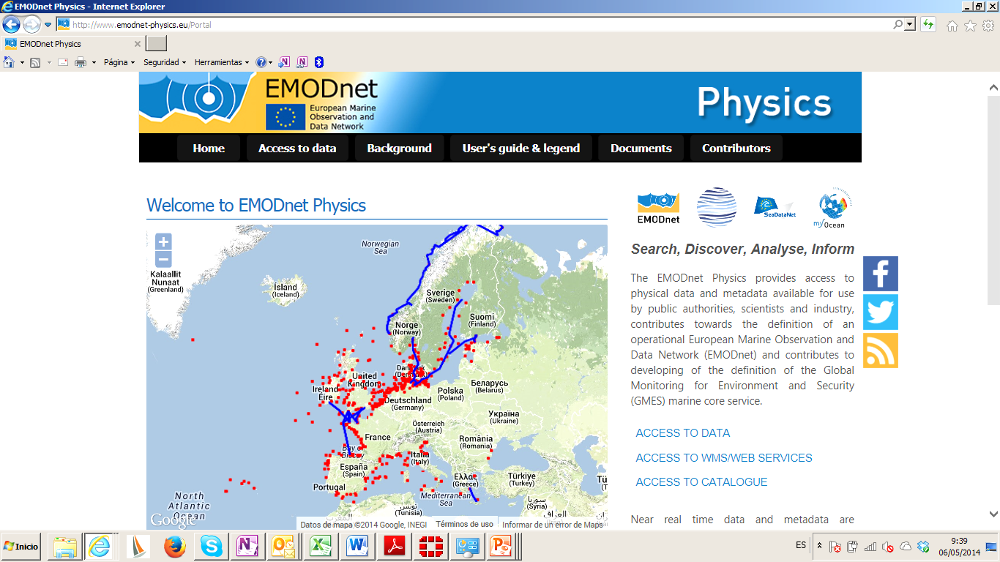 EMODnet Physics - Internet Explorer
http://www.emodnet-physics.eu/Portal
EMODnet Physics
Página
Seguridad
Herramientas
EMODnet
European Marine
Observation and
Data Network
Physics
Home
Access to data
Background
User's guide & legend
Documents
Contributors
Welcome to EMODnet Physics
Norwegian
Sea
Kalaallit
Nunaat
(Greenland)
Ísland
(Iceland)
Sverige
(Sweden)
Suomi
(Finland)
Norge
(Norway)
United
Kingdom
Ireland
Éire
Беларусь
(Belarus)
Polska
(Poland)
Deutschland
(Germany)
Україна
(Ukraine)
Österreich
(Austria)
France
România
(Romania)
Bay of
Biscay
Italia
(Italy)
España
(Spain)
Ελλάς
(Greece)
Türkiye
(Turkey)
Portugal
Mediterranean
Sea
North
Atlantic
Ocean
تونس
(Tunisia)
سوريا
(Syria)
Google
Datos de mapa ©2014 Google, INEGI
Términos de uso
Informar de un error de Maps
EMODnet
SeaDataNet
my Ocean
Search, Discover, Analyse, Inform
The EMODnet Physics provides access to
physical data and metadata available for use
by public authorities, scientists and industry,
contributes towards the definition of an
operational European Marine Observation and
Data Network (EMODnet) and contributes to
developing of the definition of the Global
Monitoring for Environment and Security
(GMES) marine core service.
ACCESS TO DATA
ACCESS TO WMS/WEB SERVICES
ACCESS TO CATALOGUE
Near real time data and metadata are
Inicio
ES
9:39
06/05/2014